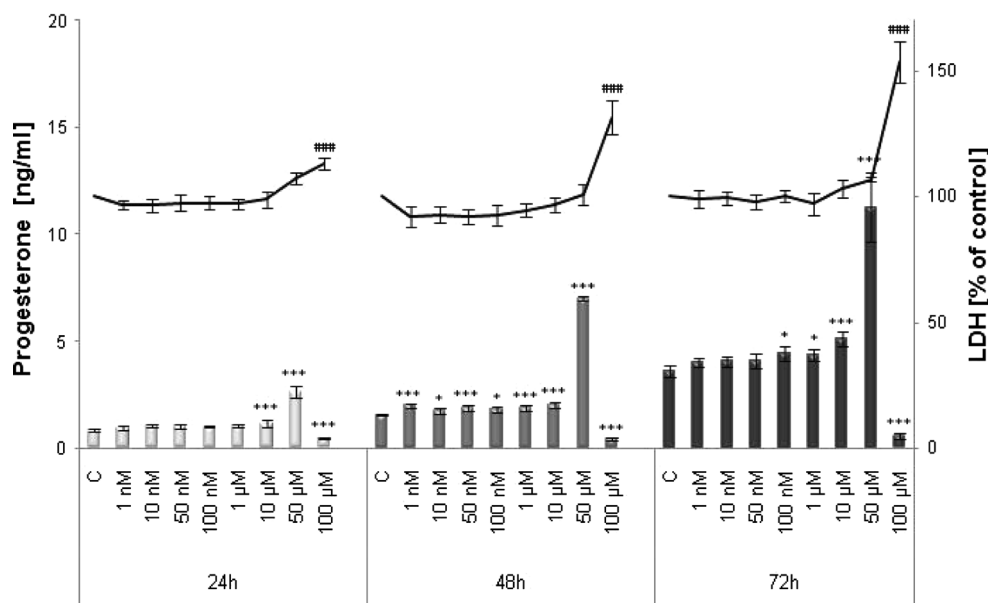 20
15
10
5
0
Progesterone [ng/ml]
150
100
50
0
LDH [% of control]
⋕⋕⋕
***
***
***
⋕⋕⋕
***
*
***
*
***
***
***
***
⋕⋕⋕
*
*
***
***
***
C
1 nM
10 nM
50 nM
100 nM
1 µM
10 µM
50 µM
100 µM
C
1 nM
10 nM
50 nM
100 nM
1 µM
10 µM
50 µM
100 µM
C
1 nM
10 nM
50 nM
100 nM
1 µM
10 µM
50 µM
100 µM
24h
48h
72h